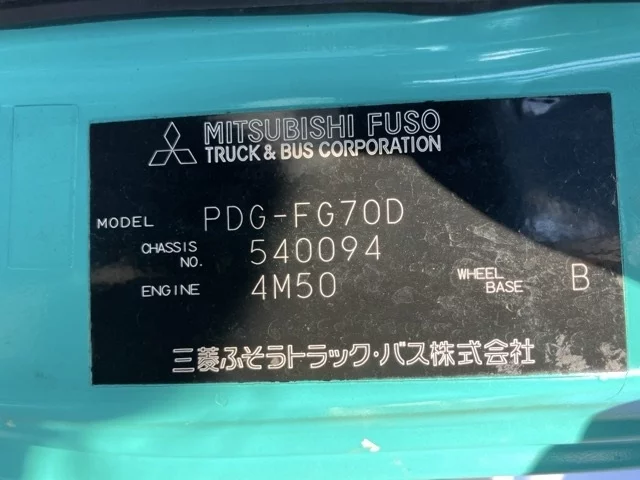 MITSUBISHI FUSO
TRUCK & BUS CORPORATION
MODEL PDG-FG70D
CHASSIS NO. 540094
ENGINE 4M50 WHEEL BASE B
三菱ふそうトラック・バス株式会社